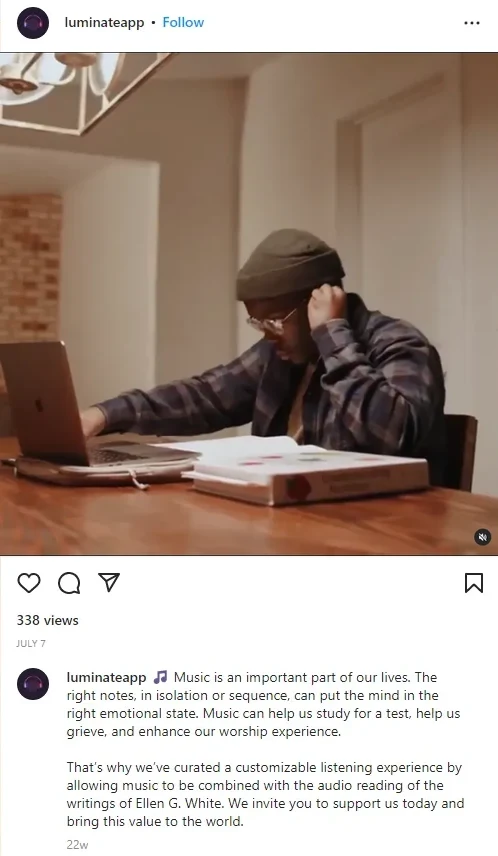 luminateapp • Follow
338 views
JULY 7
luminateapp 🎵 Music is an important part of our lives. The
right notes, in isolation or sequence, can put the mind in the
right emotional state. Music can help us study for a test, help us
grieve, and enhance our worship experience.
That's why we've curated a customizable listening experience by
allowing music to be combined with the audio reading of the
writings of Ellen G. White. We invite you to support us today and
bring this value to the world.
22w